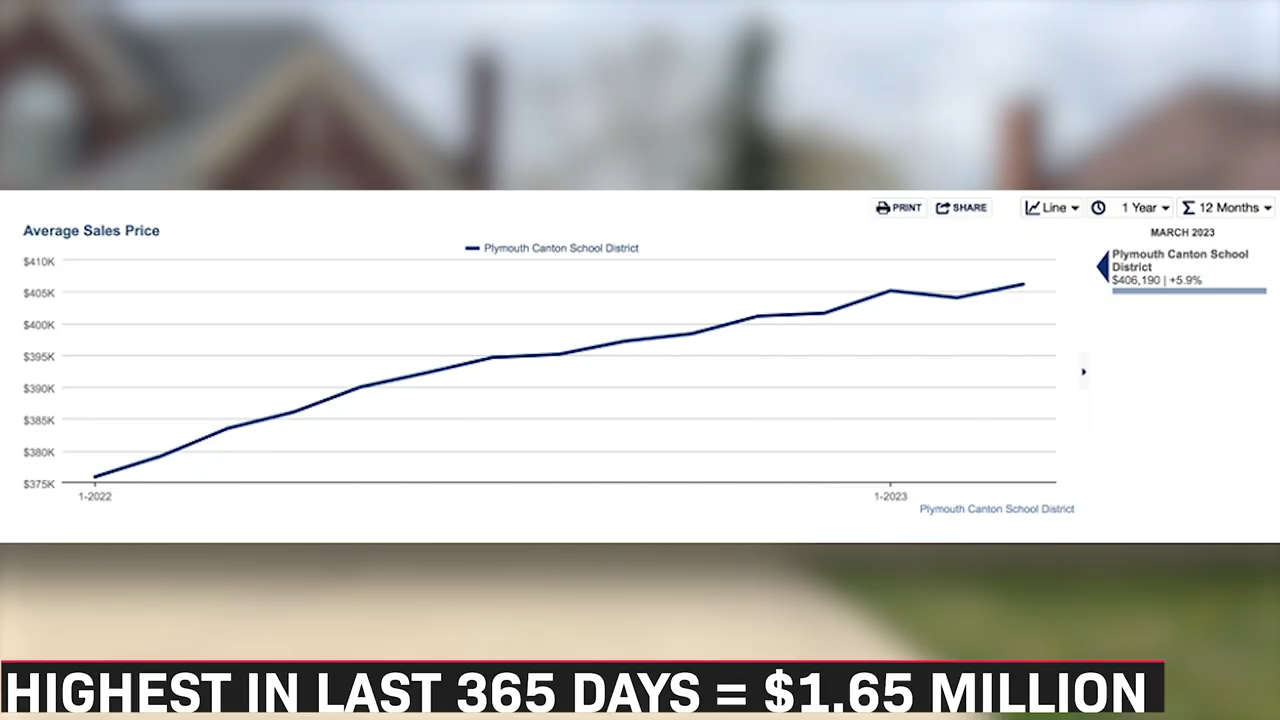 PRINT SHARE Line 1 Year 12 Months
Average Sales Price
MARCH 2023
Plymouth Canton School District
Plymouth Canton School
District
$406,190 | +5.9%
$410K
$405K
$400K
$395K
$390K
$385K
$380K
$375K
1-2022 1-2023
Plymouth Canton School District
HIGHEST IN LAST 365 DAYS = $1.65 MILLION